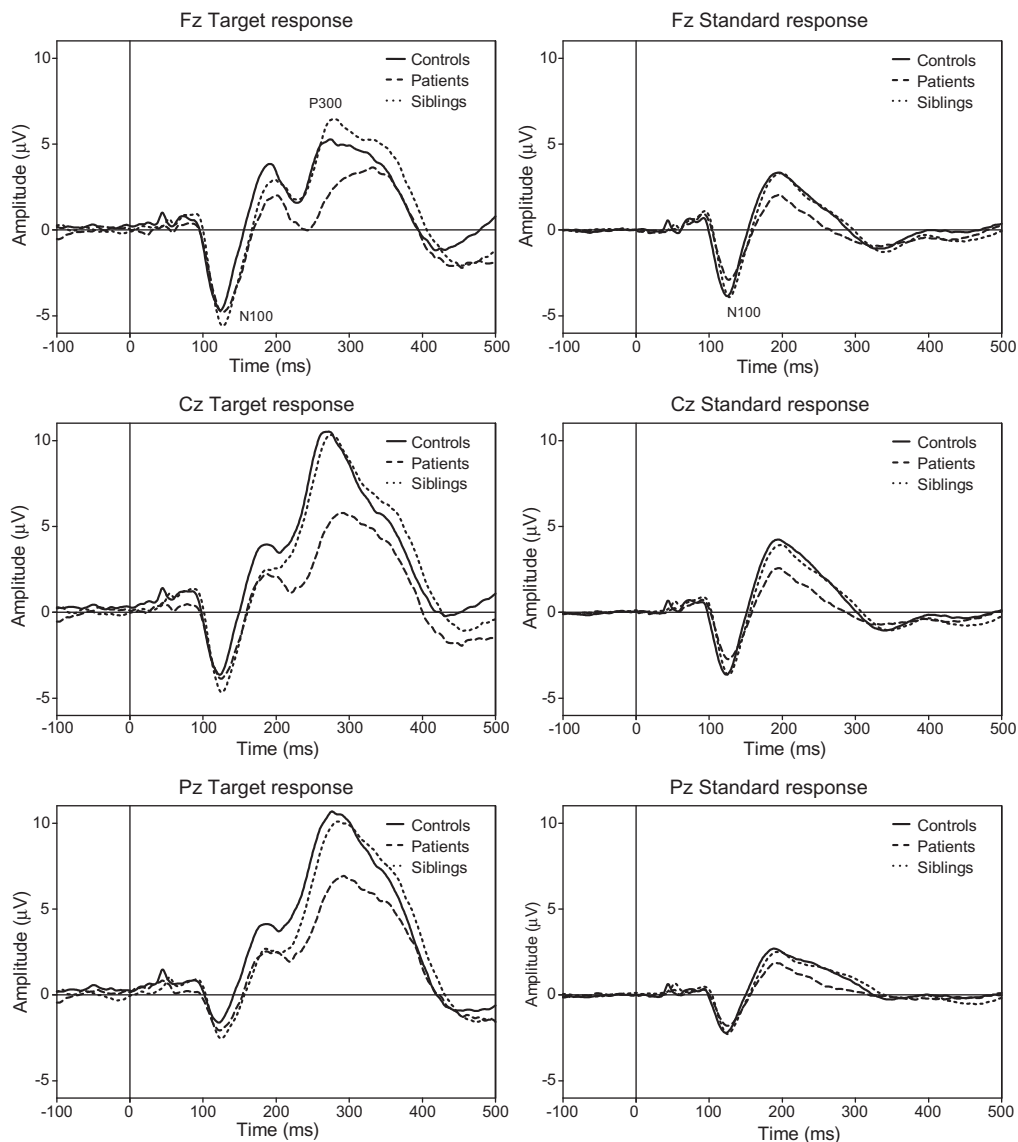 Fz Target response
10
5
0
-5
Amplitude (µV)
Controls
Patients
Siblings
P300
N100
-100 0 100 200 300 400 500
Time (ms)
Fz Standard response
10
5
0
-5
Amplitude (µV)
Controls
Patients
Siblings
N100
-100 0 100 200 300 400 500
Time (ms)
Cz Target response
10
5
0
-5
Amplitude (µV)
Controls
Patients
Siblings
-100 0 100 200 300 400 500
Time (ms)
Cz Standard response
10
5
0
-5
Amplitude (µV)
Controls
Patients
Siblings
-100 0 100 200 300 400 500
Time (ms)
Pz Target response
10
5
0
-5
Amplitude (µV)
Controls
Patients
Siblings
-100 0 100 200 300 400 500
Time (ms)
Pz Standard response
10
5
0
-5
Amplitude (µV)
Controls
Patients
Siblings
-100 0 100 200 300 400 500
Time (ms)